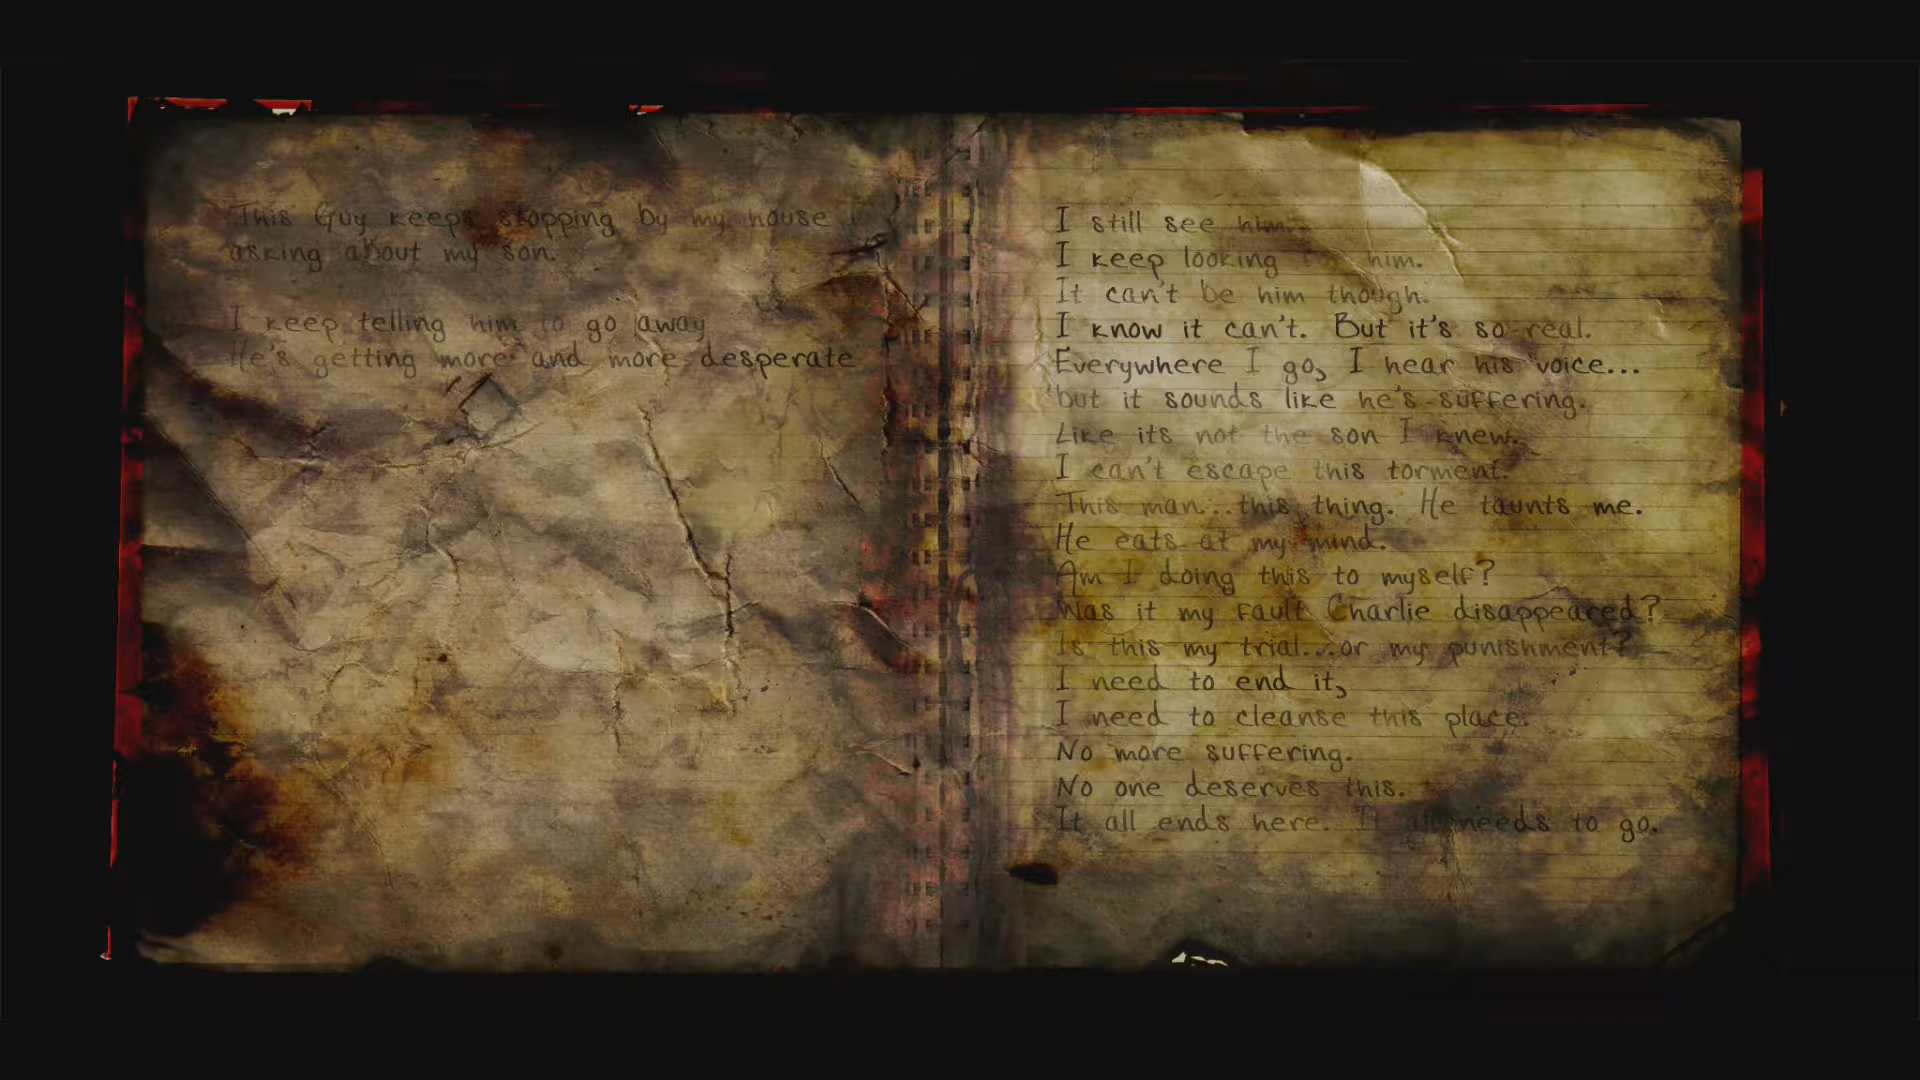 This Guy keeps stopping by my house
asking about my son.
I keep telling him to go away
He's getting more and more desperate
I still see him.
I keep looking for him.
It can't be him though.
I know it can't. But it's so real.
Everywhere I go, I hear his voice...
but it sounds like he's suffering.
Like its not the son I knew.
I can't escape this torment.
This man...this thing. He taunts me.
He eats at my mind.
Am I doing this to myself?
Was it my fault Charlie disappeared?
Is this my trial...or my punishment?
I need to end it,
I need to cleanse this place.
No more suffering.
No one deserves this.
It all ends here. It all needs to go.